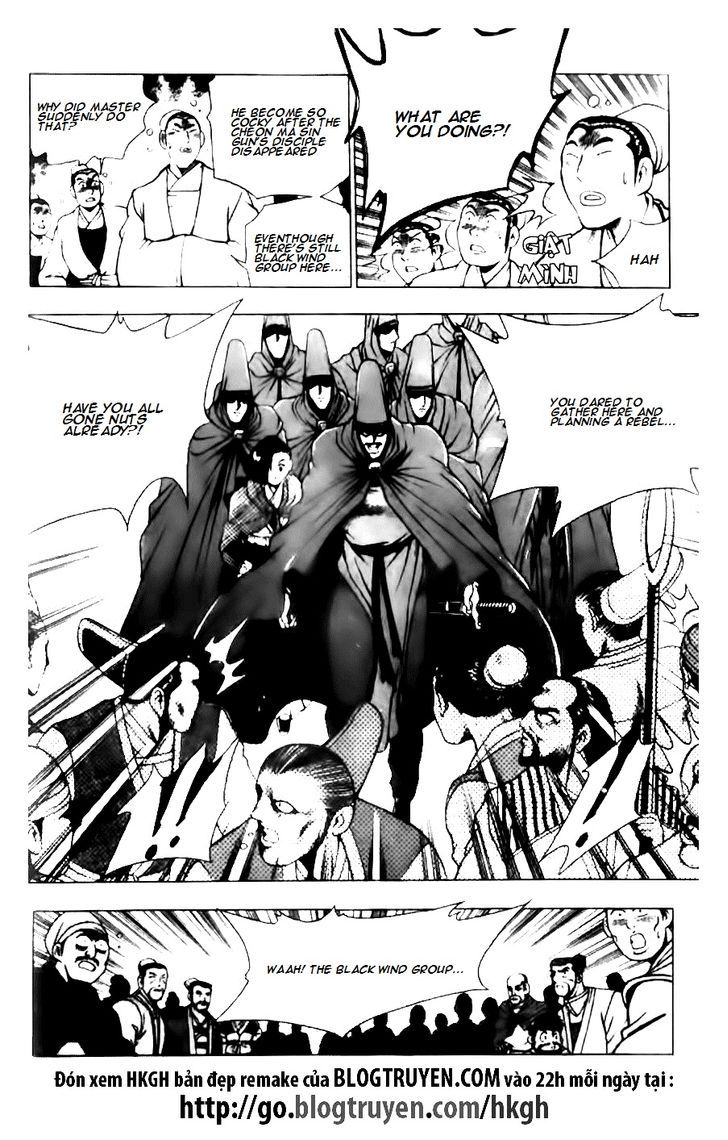 WHY DID MASTER
SUDDENLY DO
THAT?
HE BECOME SO
COCKY AFTER THE
CHEON MA SIN
GUN'S DISCIPLE
DISAPPEARED
EVENTHOUGH
THERE'S STILL
BLACK WIND
GROUP HERE...
WHAT ARE
YOU DOING?!
GIẬT
MÌNH
HAH
HAVE YOU ALL
GONE NUTS
ALREADY?!
YOU DARED TO
GATHER HERE AND
PLANNING A REBEL...
!!
!!
WAAH! THE BLACK WIND GROUP...
Đón xem HKGH bản đẹp remake của BLOGTRUYEN.COM vào 22h mỗi ngày tại :
http://go.blogtruyen.com/hkgh